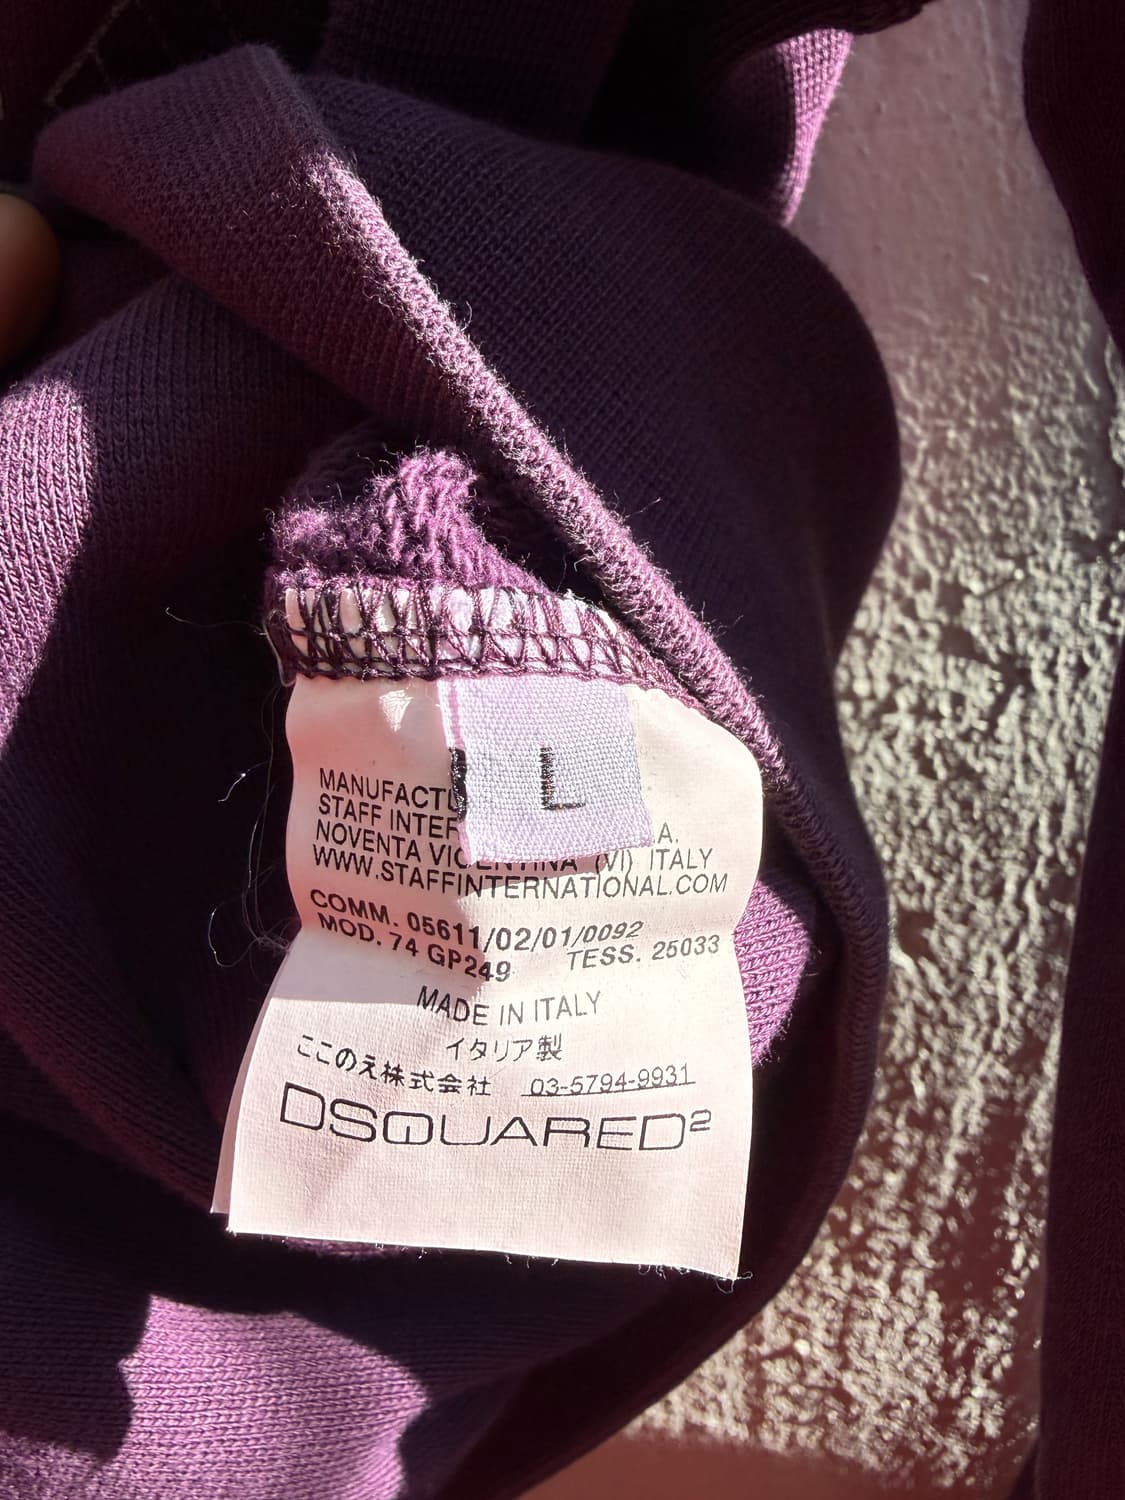 L
STAFF
NOVENTA VICENTINA (VI) ITALY
WWW.STAFFINTERNATIONAL.COM
COMM. 05611/02/01/0092
MOD. 74 GP249 TESS. 25033
MADE IN ITALY
イタリア製
ここのえ株式会社 03-5794-9931
DSQUARED²